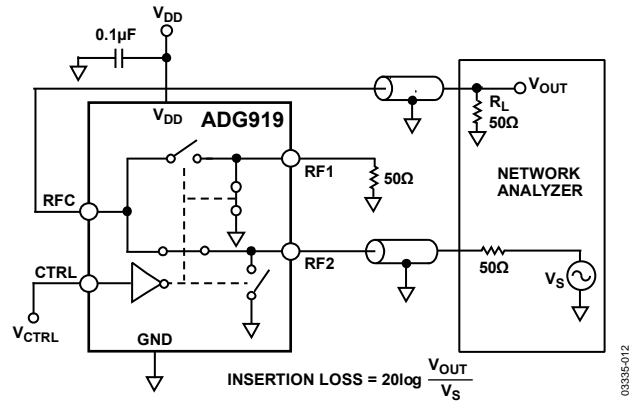 VDD
0.1µF
VDD
ADG919
VOUT
RL
50Ω
RF1
50Ω
NETWORK
ANALYZER
RFC
RF2
50Ω
VS
CTRL
VCTRL
GND
INSERTION LOSS = 20log VOUT
VS
03335-012